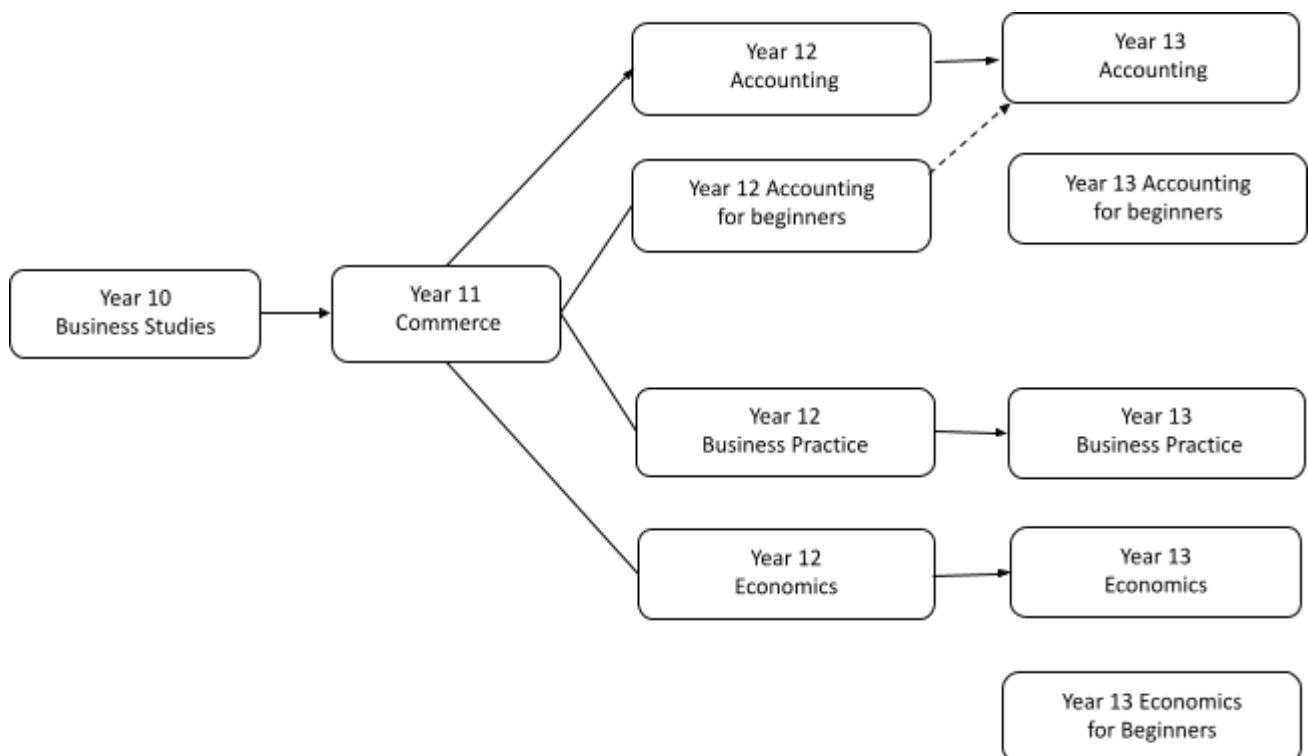 Year 12
Accounting
Year 13
Accounting
Year 12 Accounting
for beginners
Year 13 Accounting
for beginners
Year 10
Business Studies
Year 11
Commerce
Year 12
Business Practice
Year 13
Business Practice
Year 12
Economics
Year 13
Economics
Year 13 Economics
for Beginners